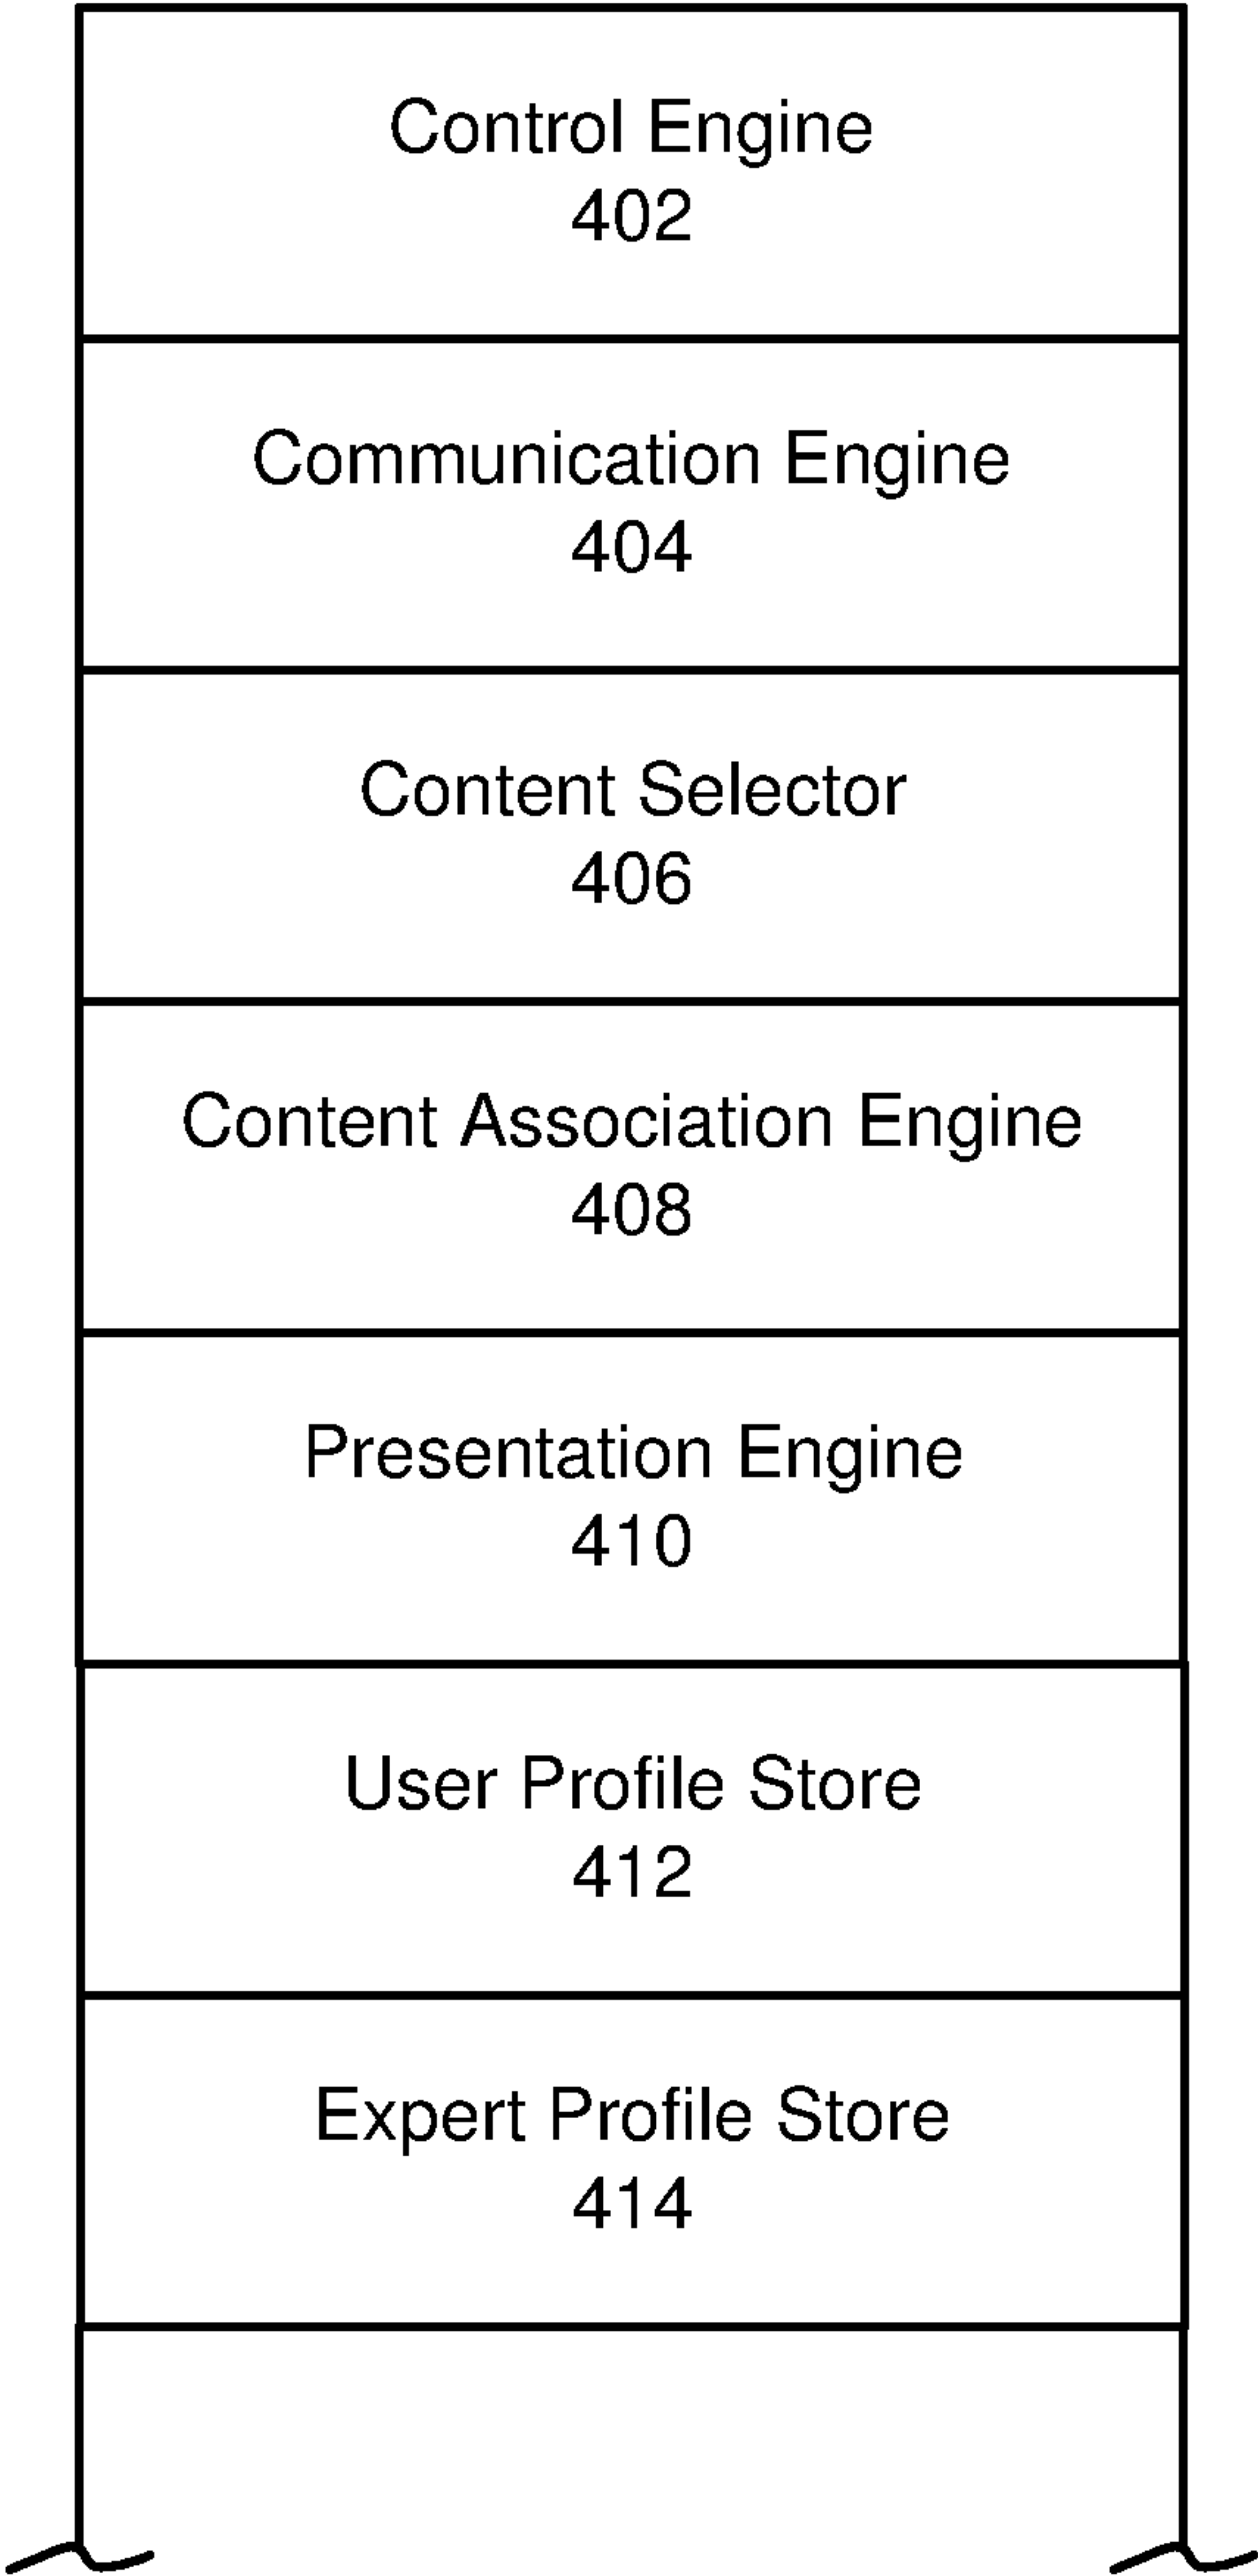 Control Engine
402
Communication Engine
404
Content Selector
406
Content Association Engine
408
Presentation Engine
410
User Profile Store
412
Expert Profile Store
414